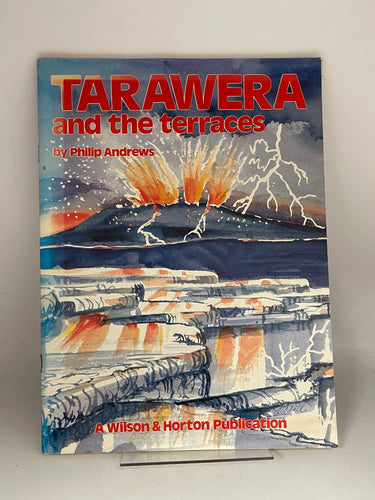 TARAWERA
and the terraces
by Philip Andrews
A Wilson & Horton Publication